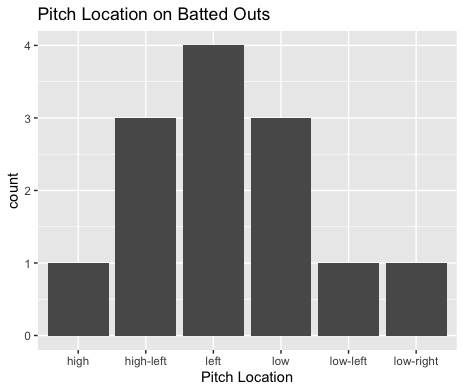 Pitch Location on Batted Outs
4
3
2
1
0
count
high high-left left low low-left low-right
Pitch Location